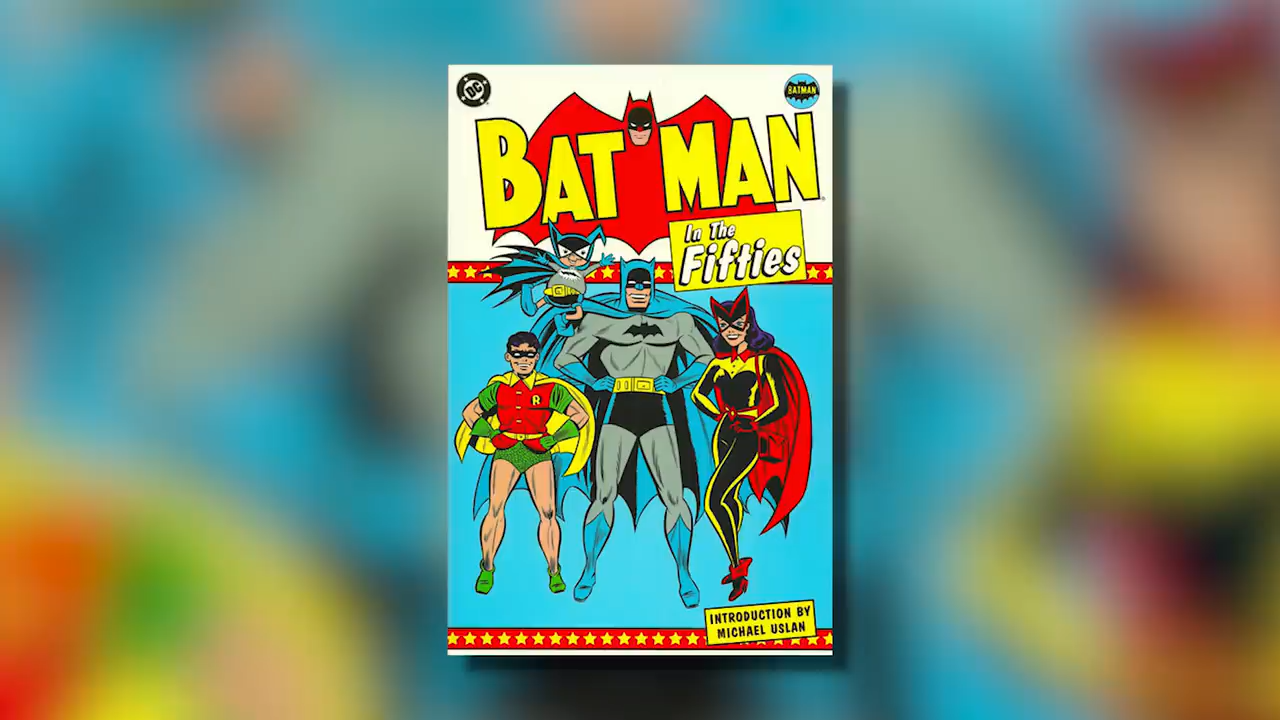 DC
BATMAN
BATMAN
In The
Fifties
R
INTRODUCTION BY
MICHAEL USLAN